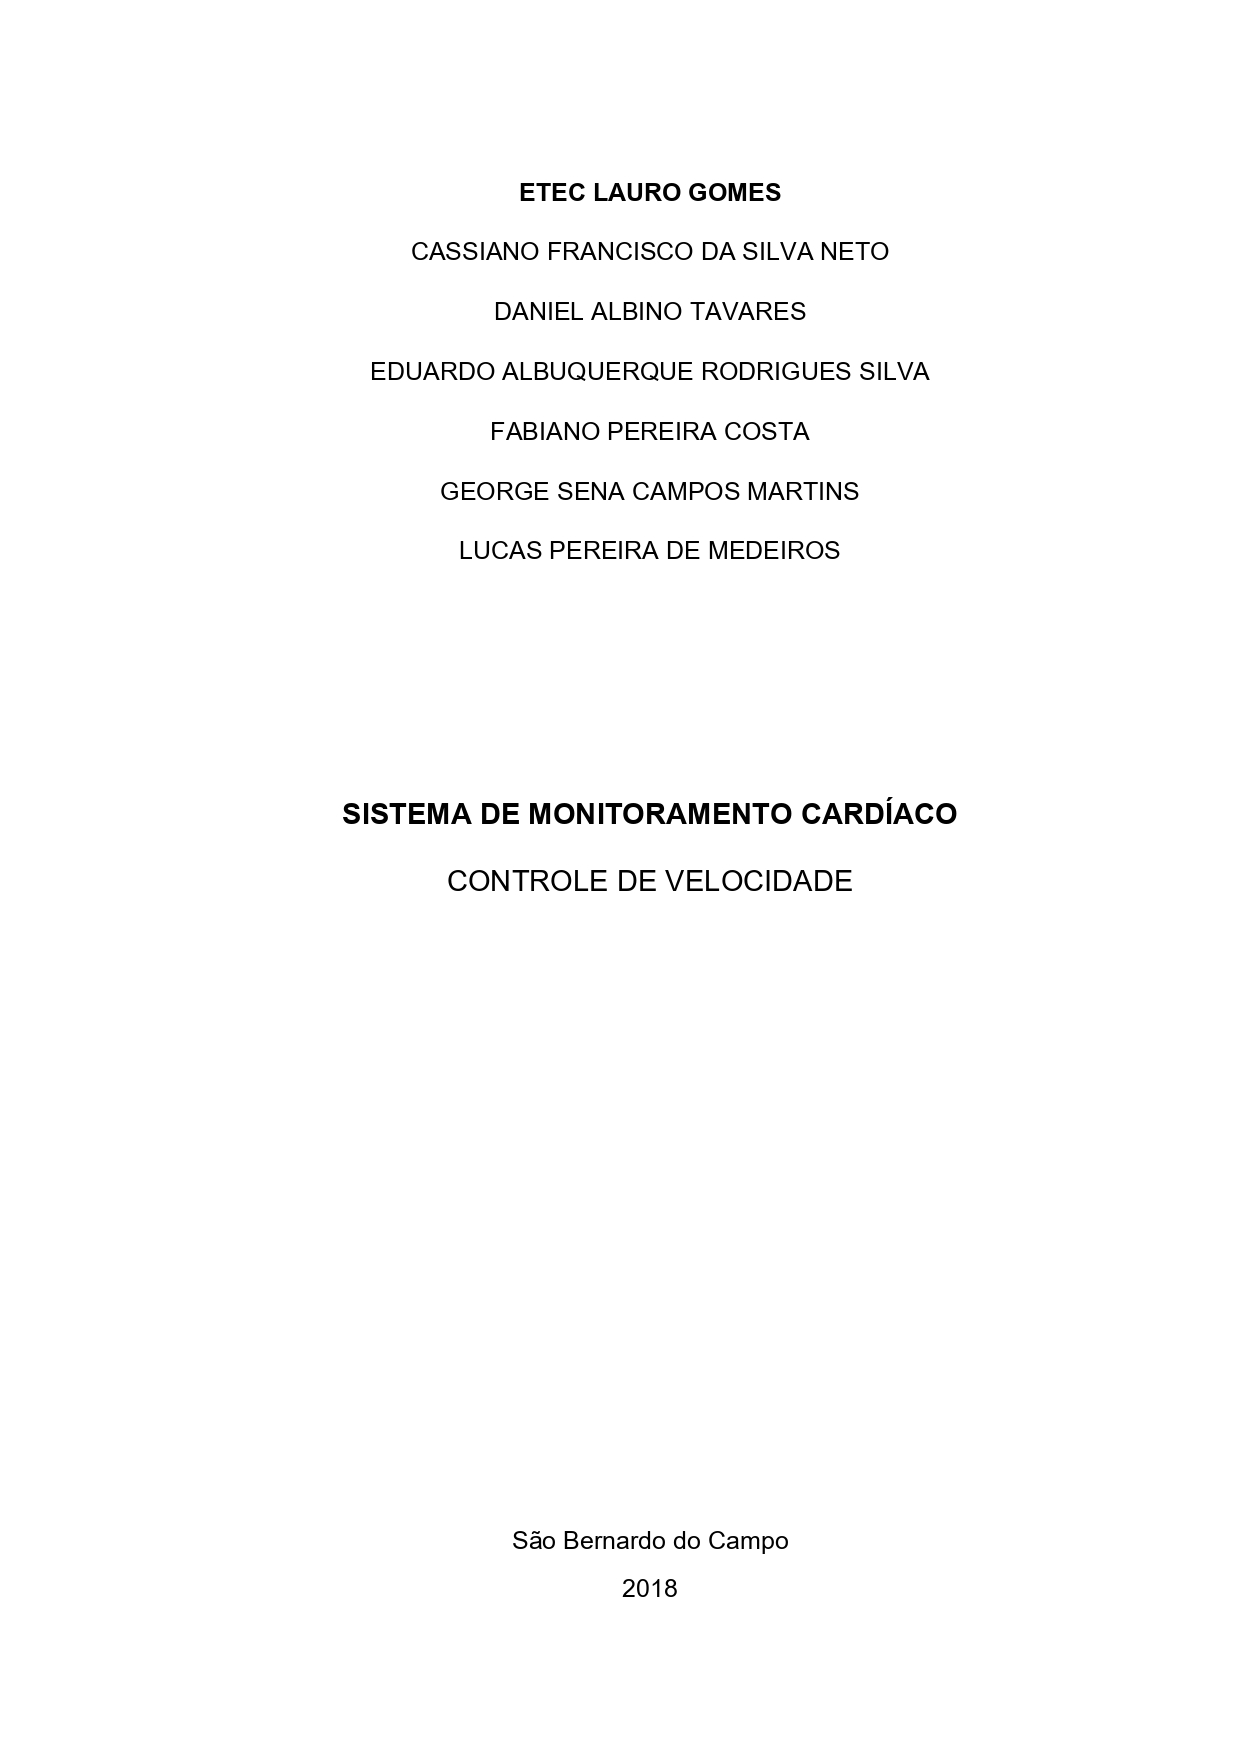 ETEC LAURO GOMES
CASSIANO FRANCISCO DA SILVA NETO
DANIEL ALBINO TAVARES
EDUARDO ALBUQUERQUE RODRIGUES SILVA
FABIANO PEREIRA COSTA
GEORGE SENA CAMPOS MARTINS
LUCAS PEREIRA DE MEDEIROS
SISTEMA DE MONITORAMENTO CARDÍACO
CONTROLE DE VELOCIDADE
São Bernardo do Campo
2018